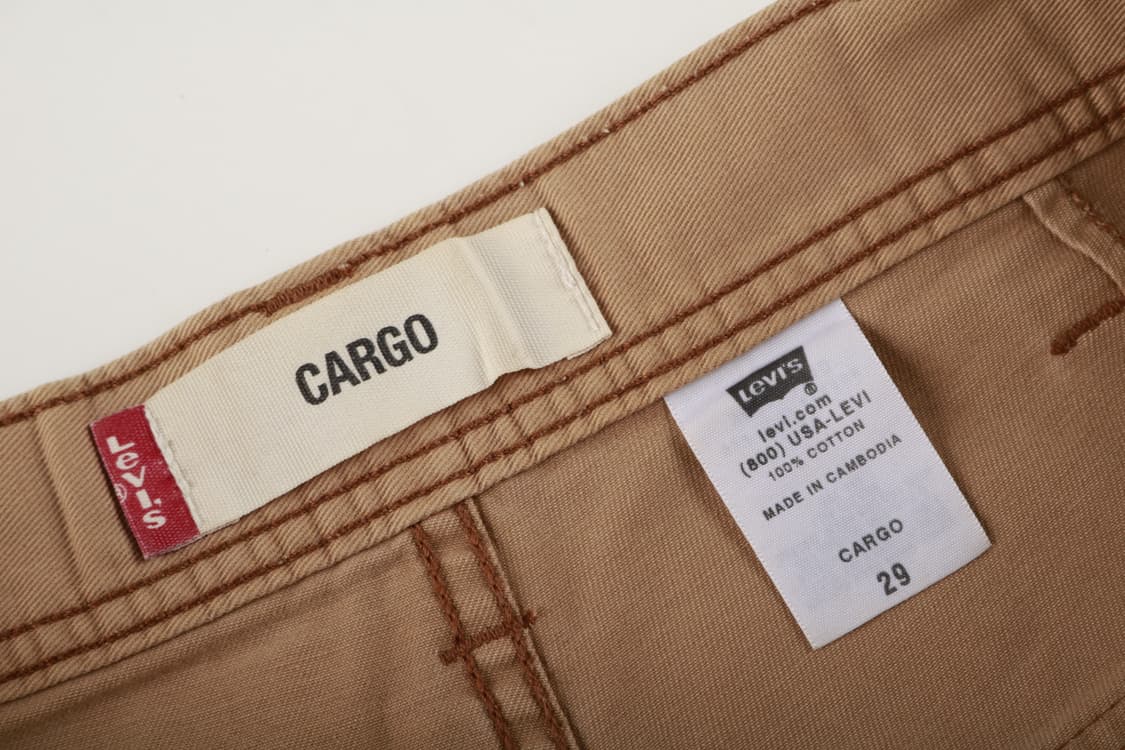 CARGO
Levi's
®
Levi's
®
levi.com
(800) USA-LEVI
100% COTTON
MADE IN CAMBODIA
CARGO
29